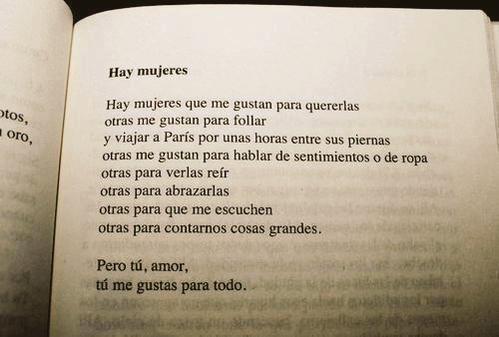 otos,
oro,
Hay mujeres
Hay mujeres que me gustan para quererlas
otras me gustan para follar
y viajar a París por unas horas entre sus piernas
otras me gustan para hablar de sentimientos o de ropa
otras para verlas reír
otras para abrazarlas
otras para que me escuchen
otras para contarnos cosas grandes.
Pero tú, amor,
tú me gustas para todo.